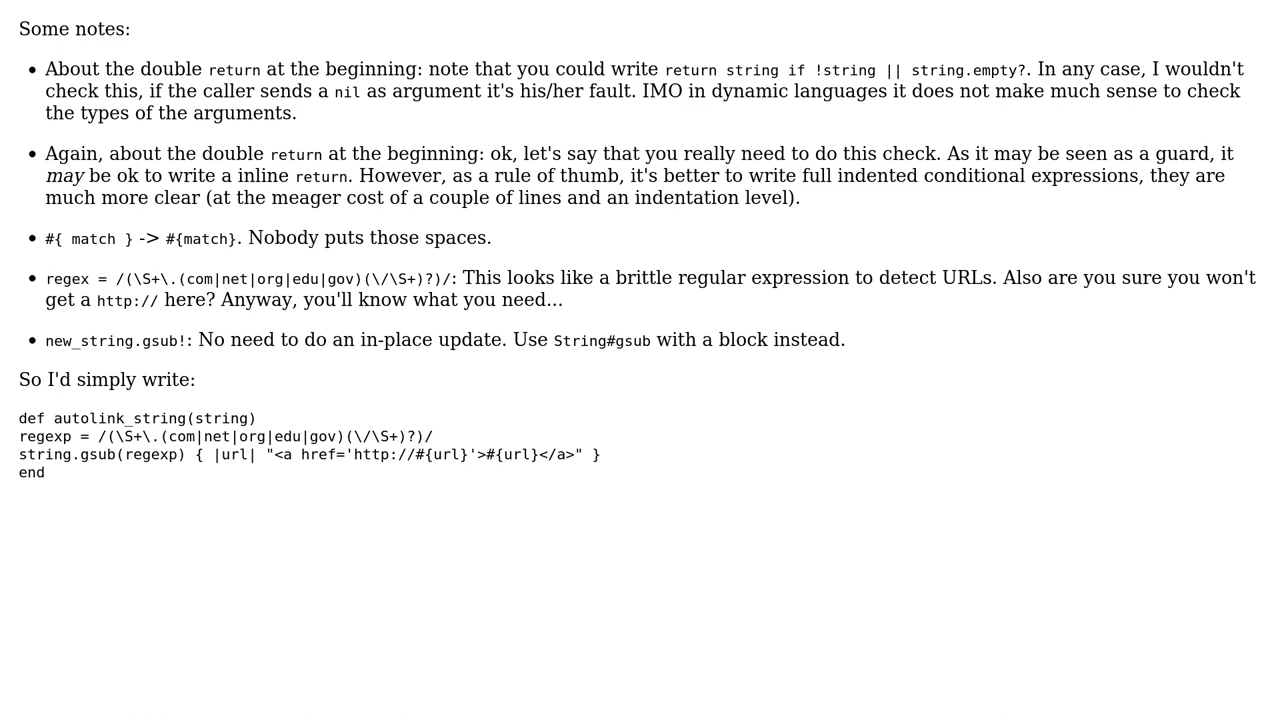 Some notes:
• About the double return at the beginning: note that you could write return string if !string || string.empty?. In any case, I wouldn't
check this, if the caller sends a nil as argument it's his/her fault. IMO in dynamic languages it does not make much sense to check
the types of the arguments.
• Again, about the double return at the beginning: ok, let's say that you really need to do this check. As it may be seen as a guard, it
may be ok to write a inline return. However, as a rule of thumb, it's better to write full indented conditional expressions, they are
much more clear (at the meager cost of a couple of lines and an indentation level).
• #{ match } -> #{match}. Nobody puts those spaces.
• regex = /(\S+\.(com|net|org|edu|gov)(\/\S+)?)/: This looks like a brittle regular expression to detect URLs. Also are you sure you won't
get a http:// here? Anyway, you'll know what you need...
• new_string.gsub!: No need to do an in-place update. Use String#gsub with a block instead.
So I'd simply write:
def autolink_string(string)
regexp = /(\S+\.(com|net|org|edu|gov)(\/\S+)?)/
string.gsub(regexp) { |url| "<a href='http://#{url}'>#{url}</a>" }
end